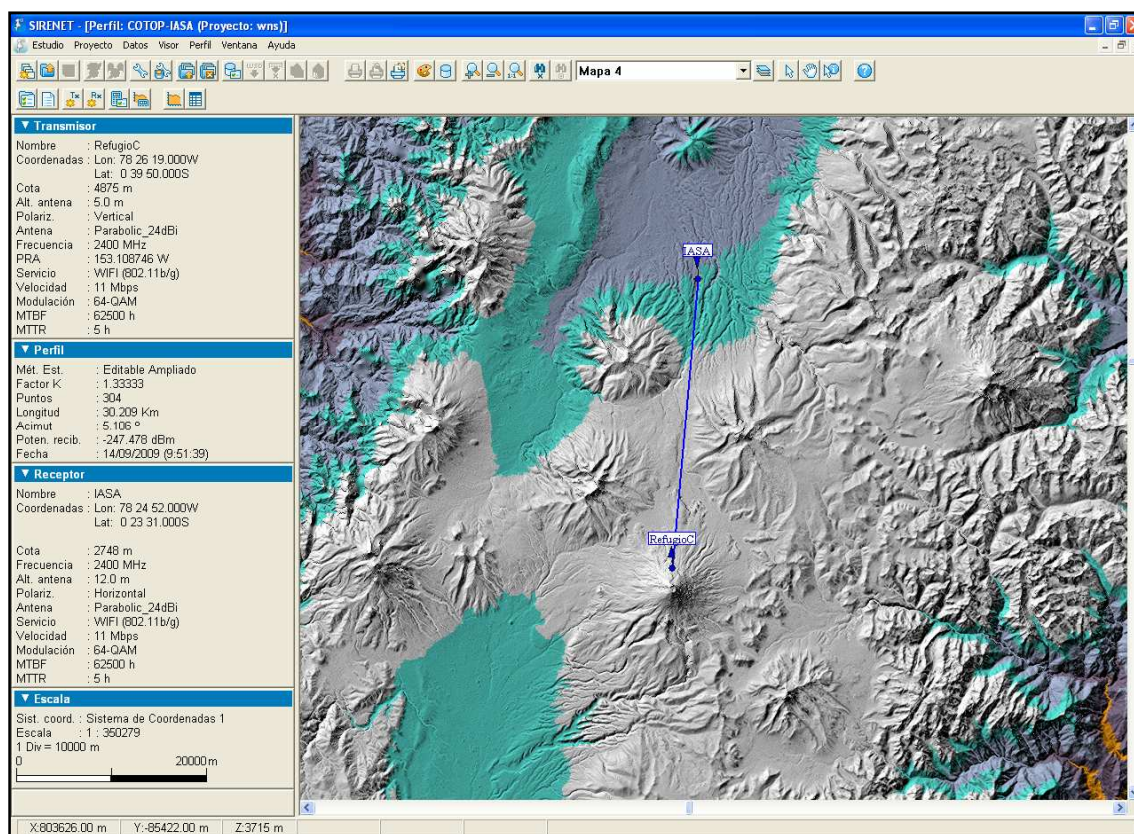 SIRENET - [Perfil: COTOP-IASA (Proyecto: wns)]
Estudio Proyecto Datos Visor Perfil Ventana Ayuda
Mapa 4
Transmisor
Nombre : RefugioC
Coordenadas : Lon: 78 26 19.000W
Lat: 0 39 50.000S
Cota : 4875 m
Alt. antena : 5.0 m
Polariz. : Vertical
Antena : Parabolic_24dBi
Frecuencia : 2400 MHz
PRA : 153.108746 W
Servicio : WIFI (802.11b/g)
Velocidad : 11 Mbps
Modulación : 64-QAM
MTBF : 62500 h
MTTR : 5 h
Perfil
Mét. Est. : Editable Ampliado
Factor K : 1.33333
Puntos : 304
Longitud : 30.209 Km
Acimut : 5.106 º
Poten. recib. : -247.478 dBm
Fecha : 14/09/2009 (9:51:39)
Receptor
Nombre : IASA
Coordenadas : Lon: 78 24 52.000W
Lat: 0 23 31.000S
Cota : 2748 m
Frecuencia : 2400 MHz
Alt. antena : 12.0 m
Polariz. : Horizontal
Antena : Parabolic_24dBi
Servicio : WIFI (802.11b/g)
Velocidad : 11 Mbps
Modulación : 64-QAM
MTBF : 62500 h
MTTR : 5 h
Escala
Sist. coord. : Sistema de Coordenadas 1
Escala : 1 : 350279
1 Div = 10000 m
0 20000 m
IASA
RefugioC
X:803626.00 m Y:-85422.00 m Z:3715 m